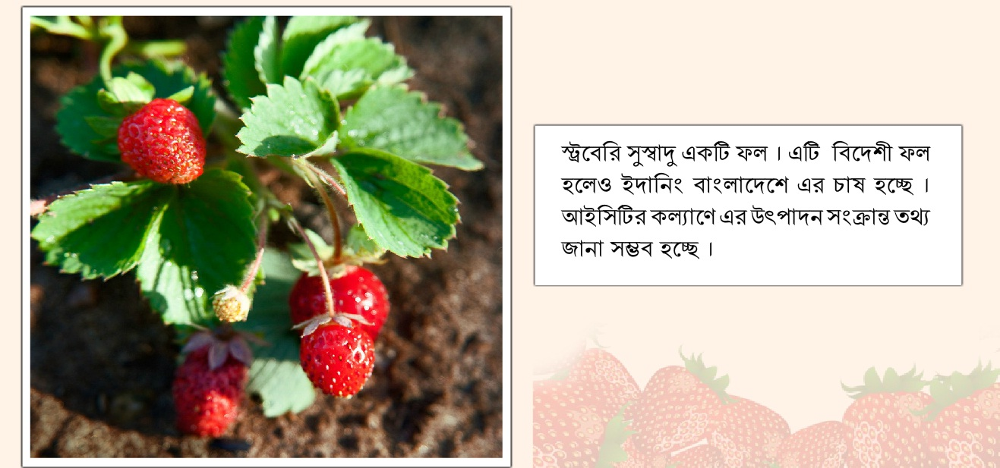 স্ট্রবেরি সুস্বাদু একটি ফল । এটি বিদেশী ফল
হলেও ইদানিং বাংলাদেশে এর চাষ হচ্ছে ।
আইসিটির কল্যাণে এর উৎপাদন সংক্রান্ত তথ্য
জানা সম্ভব হচ্ছে ।